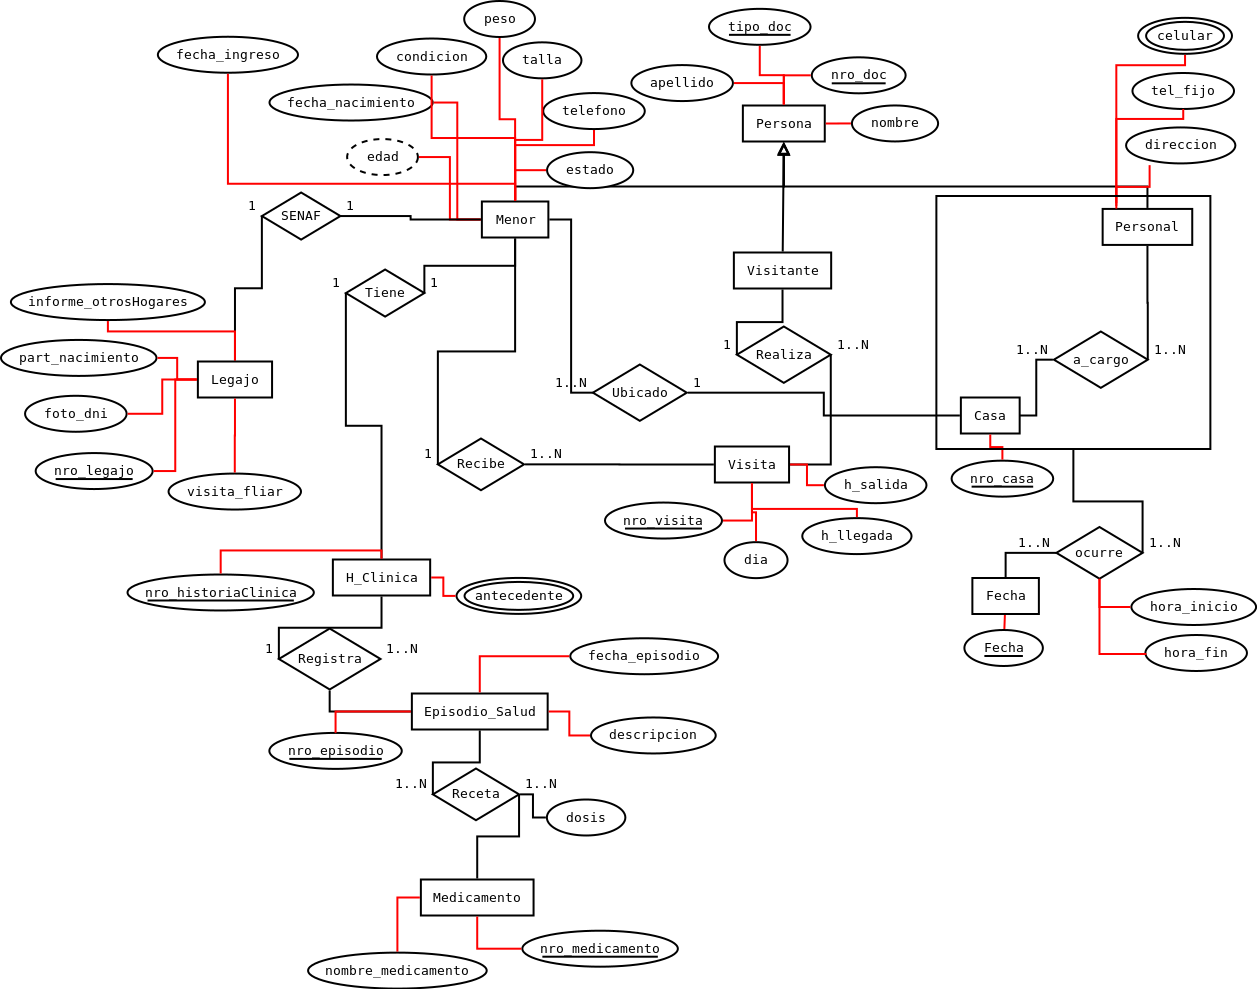 peso
tipo_doc
celular
fecha_ingreso
condicion
talla
apellido
nro_doc
tel_fijo
fecha_nacimiento
telefono
Persona
nombre
direccion
edad
estado
1
SENAF
1
Menor
Personal
Visitante
1
Tiene
1
informe_otrosHogares
part_nacimiento
1
Realiza
1..N
1..N
a_cargo
1..N
Legajo
1..N
Ubicado
1
foto_dni
Casa
1
Recibe
1..N
Visita
nro_legajo
visita_fliar
h_salida
nro_casa
nro_visita
h_llegada
dia
1..N
ocurre
1..N
H_Clinica
nro_historiaClinica
antecedente
Fecha
hora_inicio
1
Registra
1..N
fecha_episodio
Fecha
hora_fin
Episodio_Salud
descripcion
nro_episodio
1..N
Receta
1..N
dosis
Medicamento
nro_medicamento
nombre_medicamento